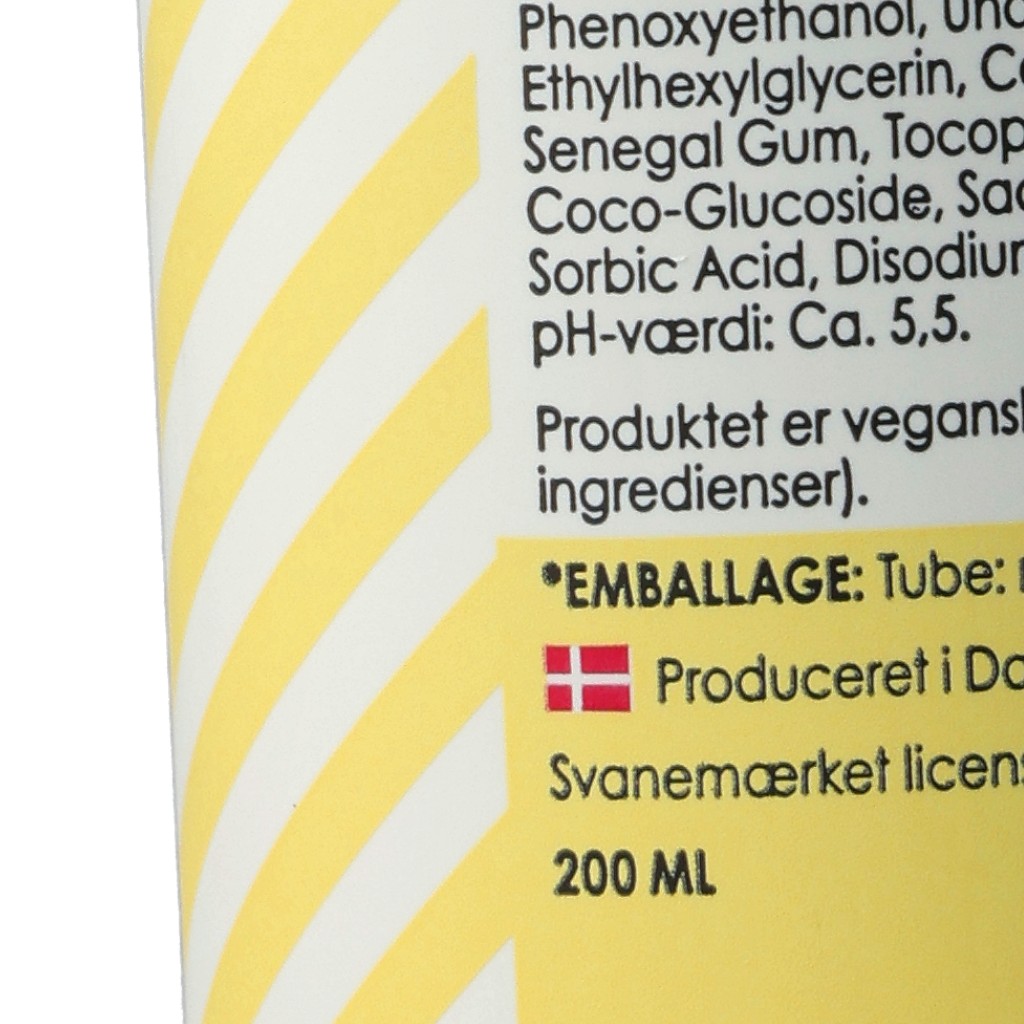 Phenoxyethanol,
Ethylhexylglycerin,
Senegal Gum,
Coco-Glucoside,
Sorbic Acid,
pH-værdi: Ca. 5,5.
Produktet er
ingredienser).
*EMBALLAGE: Tube:
Produceret i
Svanemærket
200 ML